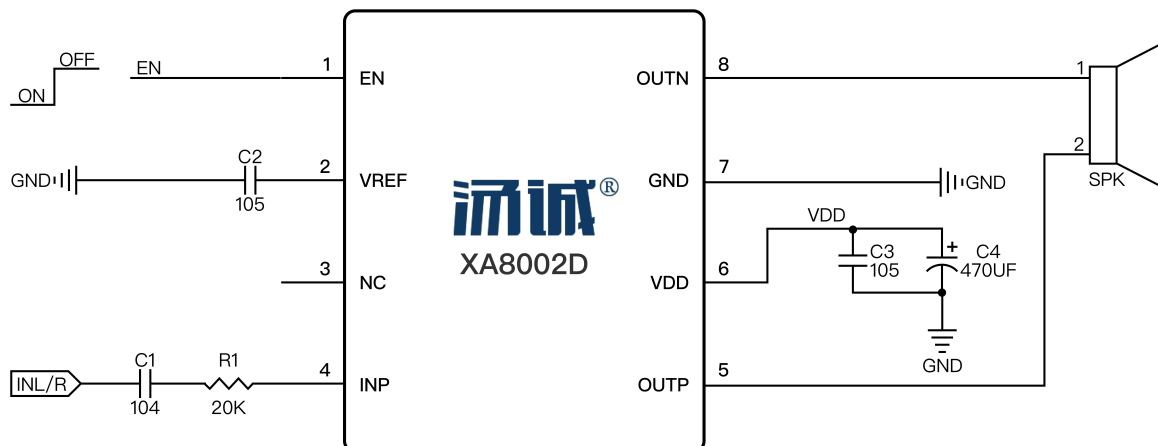 OFF
ON
EN
1
EN
OUTN
8
1
GND
C2
105
2
VREF
汤诚®
XA8002D
GND
7
GND
2
SPK
VDD
3
NC
VDD
6
C3
105
+
C4
470UF
GND
INL/R
C1
104
R1
20K
4
INP
OUTP
5